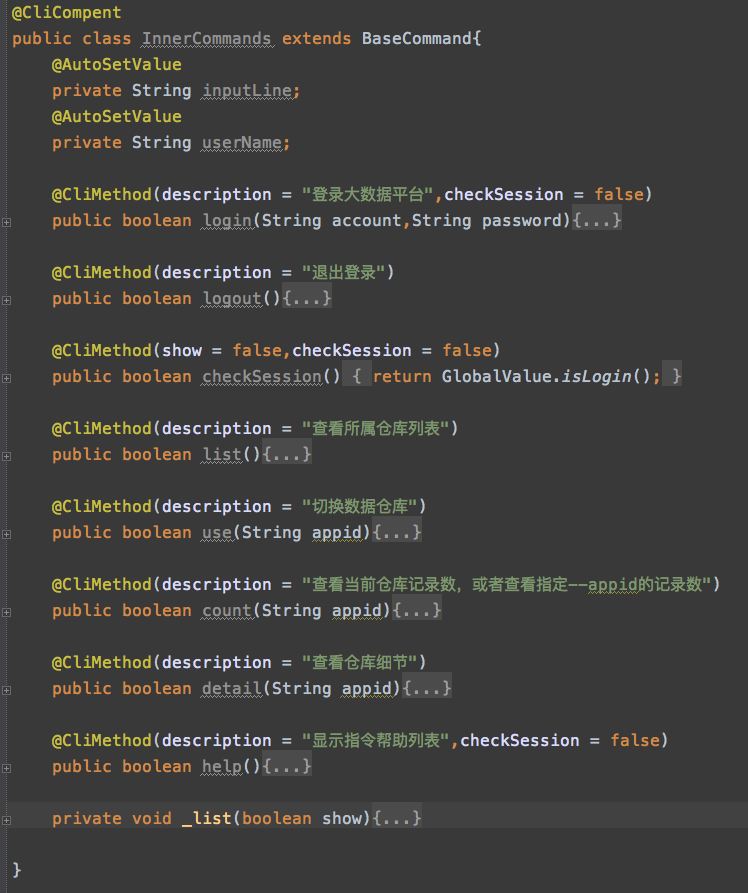 @CliCompent
public class InnerCommands extends BaseCommand{
@AutoSetValue
private String inputLine;
@AutoSetValue
private String userName;
@CliMethod(description = "登录大数据平台",checkSession = false)
public boolean login(String account,String password){...}
@CliMethod(description = "退出登录")
public boolean logout(){...}
@CliMethod(show = false,checkSession = false)
public boolean checkSession() { return GlobalValue.isLogin(); }
@CliMethod(description = "查看所属仓库列表")
public boolean list(){...}
@CliMethod(description = "切换数据仓库")
public boolean use(String appid){...}
@CliMethod(description = "查看当前仓库记录数，或者查看指定--appid的记录数")
public boolean count(String appid){...}
@CliMethod(description = "查看仓库细节")
public boolean detail(String appid){...}
@CliMethod(description = "显示指令帮助列表",checkSession = false)
public boolean help(){...}
private void _list(boolean show){...}
}